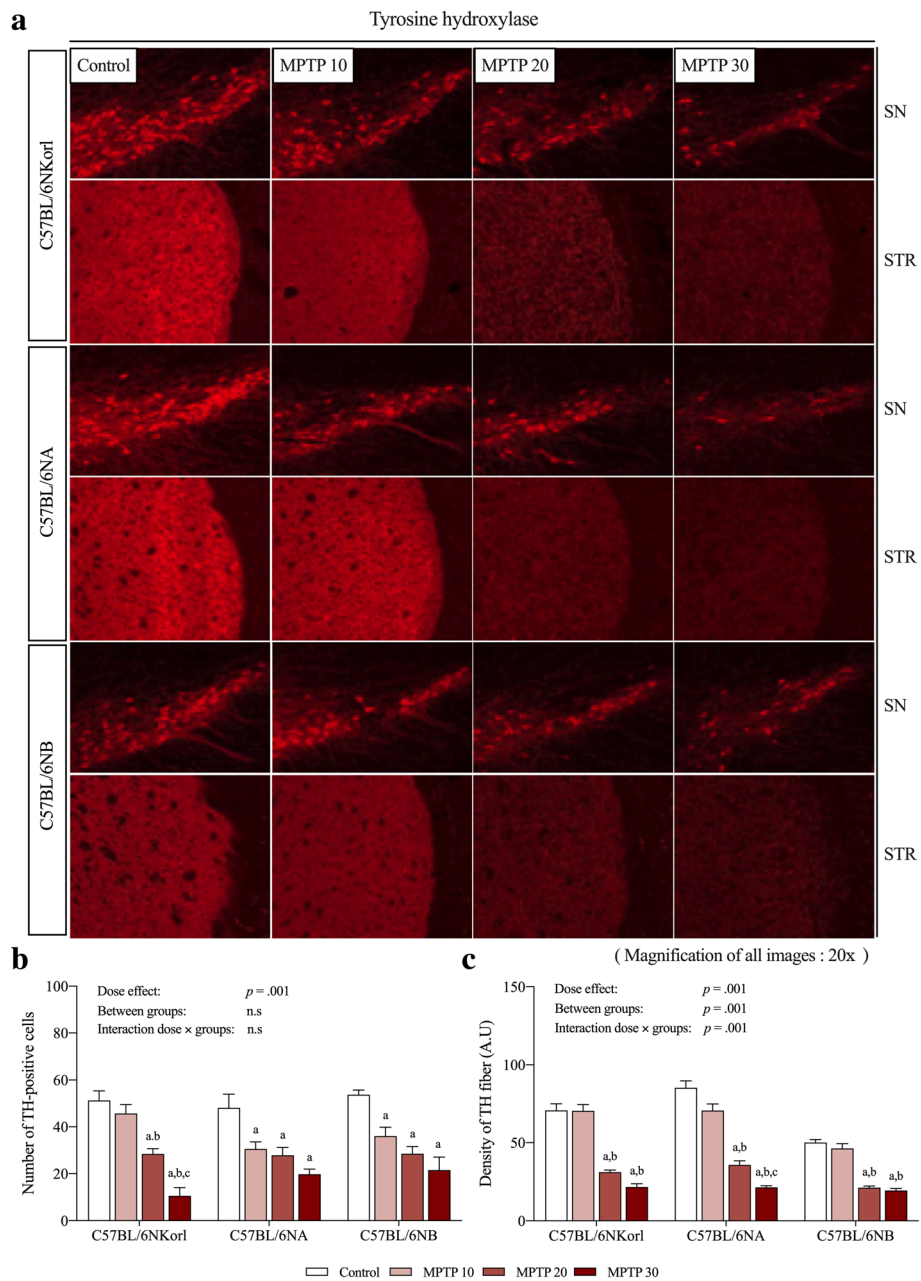 a
Tyrosine hydroxylase
Control
MPTP 10
MPTP 20
MPTP 30
C57BL/6NKorl
SN
STR
C57BL/6NA
SN
STR
C57BL/6NB
SN
STR
( Magnification of all images : 20x )
b
Number of TH-positive cells
100
80
60
40
20
0
Dose effect: p = .001
Between groups: n.s
Interaction dose × groups: n.s
a.b
a,b,c
a
a
a
a
a
a
C57BL/6NKorl
C57BL/6NA
C57BL/6NB
c
Density of TH fiber (A.U)
150
100
50
0
Dose effect: p = .001
Between groups: p = .001
Interaction dose × groups: p = .001
a,b
a,b
a,b
a,b,c
a,b
a,b
C57BL/6NKorl
C57BL/6NA
C57BL/6NB
Control
MPTP 10
MPTP 20
MPTP 30